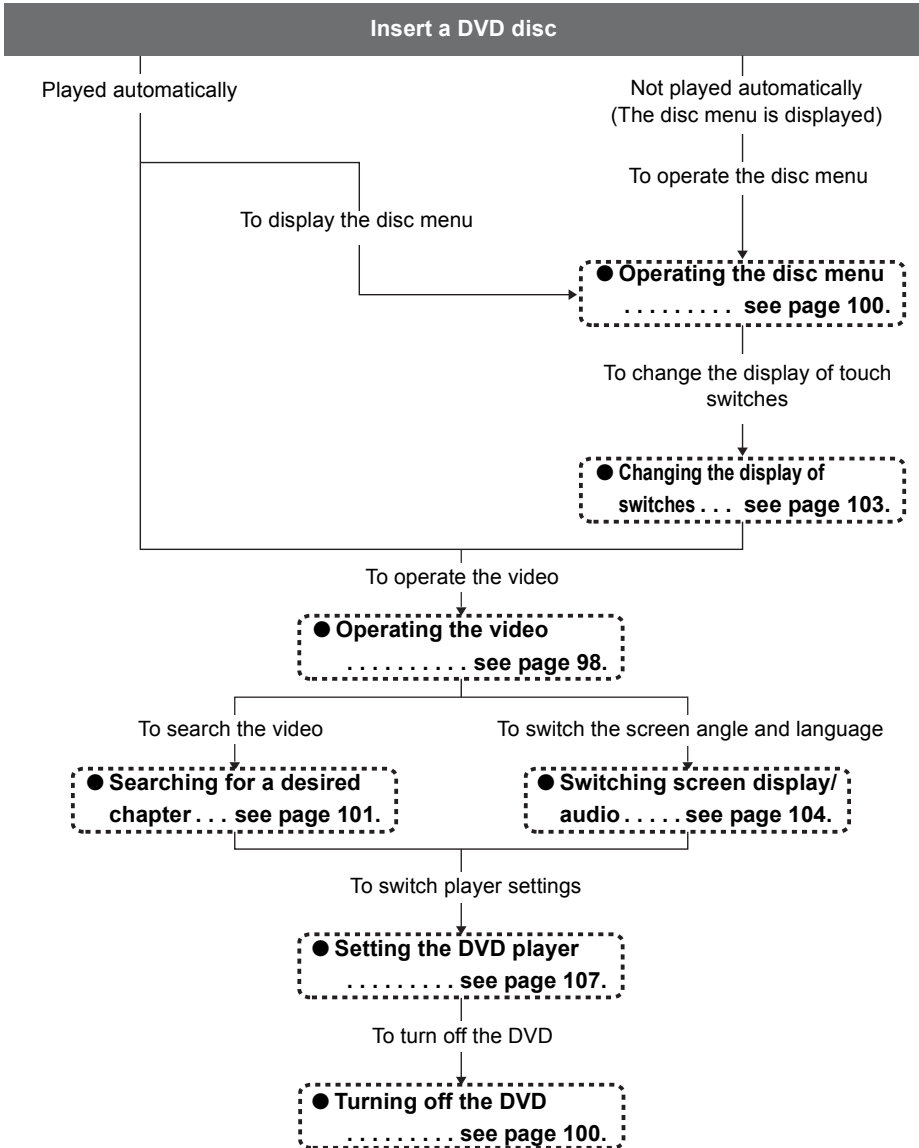 Insert a DVD disc
Played automatically
Not played automatically
(The disc menu is displayed)
To operate the disc menu
To display the disc menu
● Operating the disc menu
. . . . . . . . . see page 100.
To change the display of touch
switches
● Changing the display of
switches . . . see page 103.
To operate the video
● Operating the video
. . . . . . . . . . see page 98.
To search the video
To switch the screen angle and language
● Searching for a desired
chapter . . . see page 101.
● Switching screen display/
audio . . . . . see page 104.
To switch player settings
● Setting the DVD player
. . . . . . . . . see page 107.
To turn off the DVD
● Turning off the DVD
. . . . . . . . . see page 100.